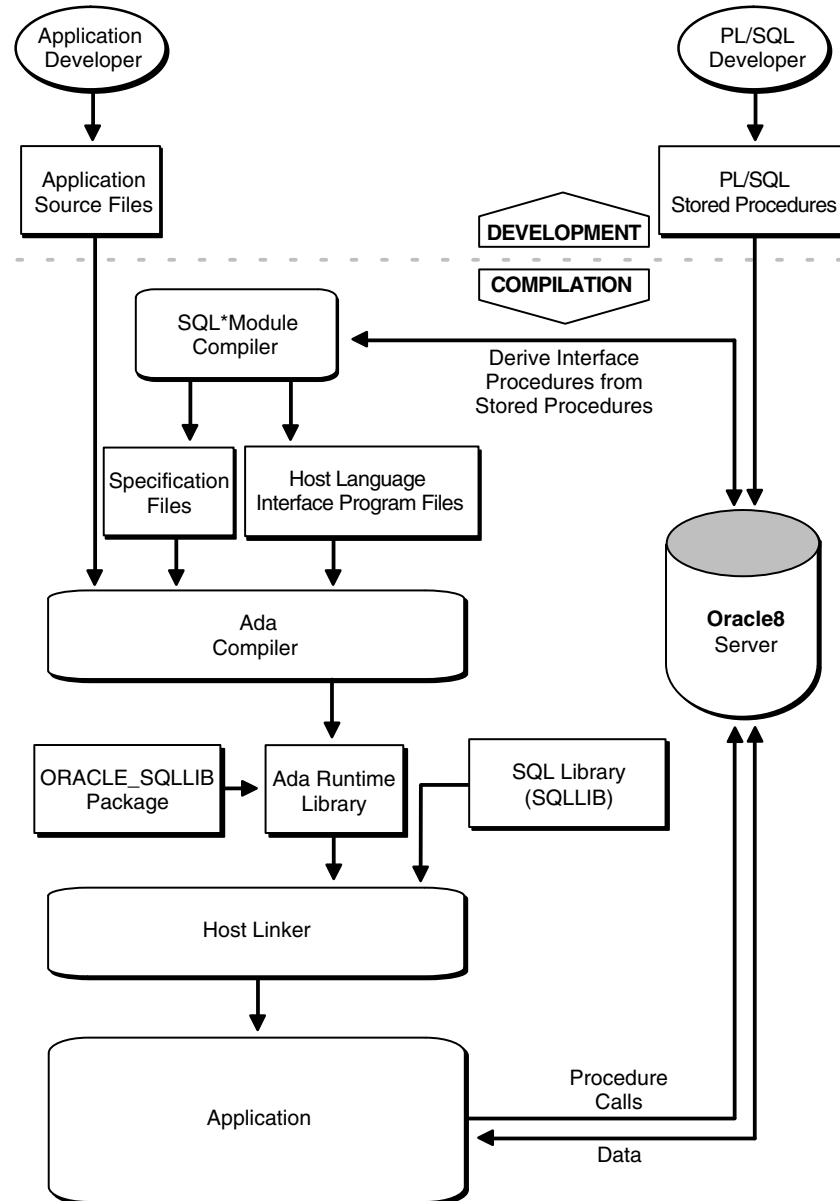 Application
Developer
PL/SQL
Developer
Application
Source Files
PL/SQL
Stored Procedures
DEVELOPMENT
COMPILATION
SQL*Module
Compiler
Derive Interface
Procedures from
Stored Procedures
Specification
Files
Host Language
Interface Program Files
Ada
Compiler
Oracle8
Server
ORACLE_SQLLIB
Package
Ada Runtime
Library
SQL Library
(SQLLIB)
Host Linker
Application
Procedure
Calls
Data